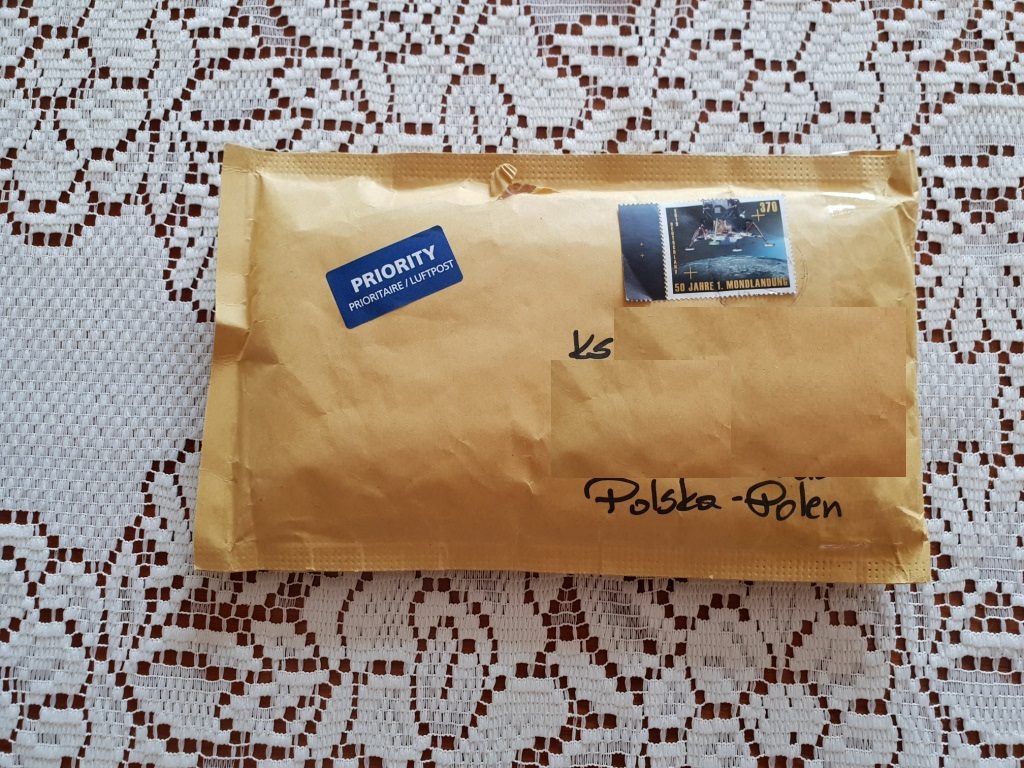 PRIORITY
PRIORITAIRE / LUFTPOST
370
50 JAHRE 1. MONDLANDUNG
ks
Polska - Polen